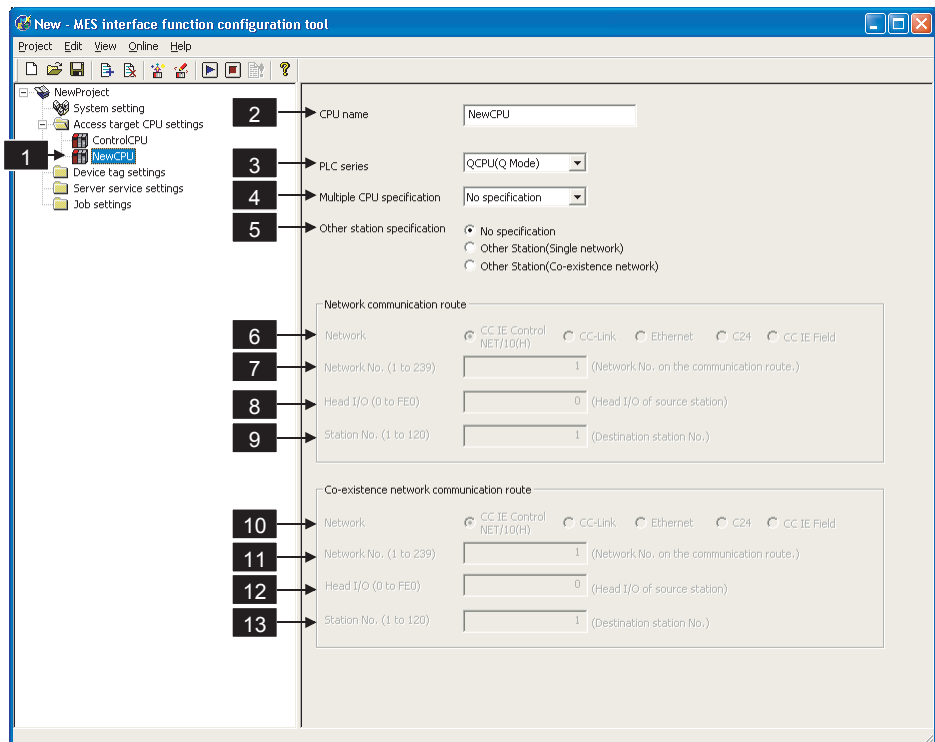 New - MES interface function configuration tool
Project Edit View Online Help
NewProject
System setting
Access target CPU settings
ControlCPU
1 NewCPU
Device tag settings
Server service settings
Job settings
2 CPU name NewCPU
3 PLC series QCPU(Q Mode)
4 Multiple CPU specification No specification
5 Other station specification No specification
Other Station(Single network)
Other Station(Co-existence network)
Network communication route
6 Network CC IE Control NET/10(H) CC-Link Ethernet C24 CC IE Field
7 Network No. (1 to 239) 1 (Network No. on the communication route.)
8 Head I/O (0 to FE0) 0 (Head I/O of source station)
9 Station No. (1 to 120) 1 (Destination station No.)
Co-existence network communication route
10 Network CC IE Control NET/10(H) CC-Link Ethernet C24 CC IE Field
11 Network No. (1 to 239) 1 (Network No. on the communication route.)
12 Head I/O (0 to FE0) 0 (Head I/O of source station)
13 Station No. (1 to 120) 1 (Destination station No.)